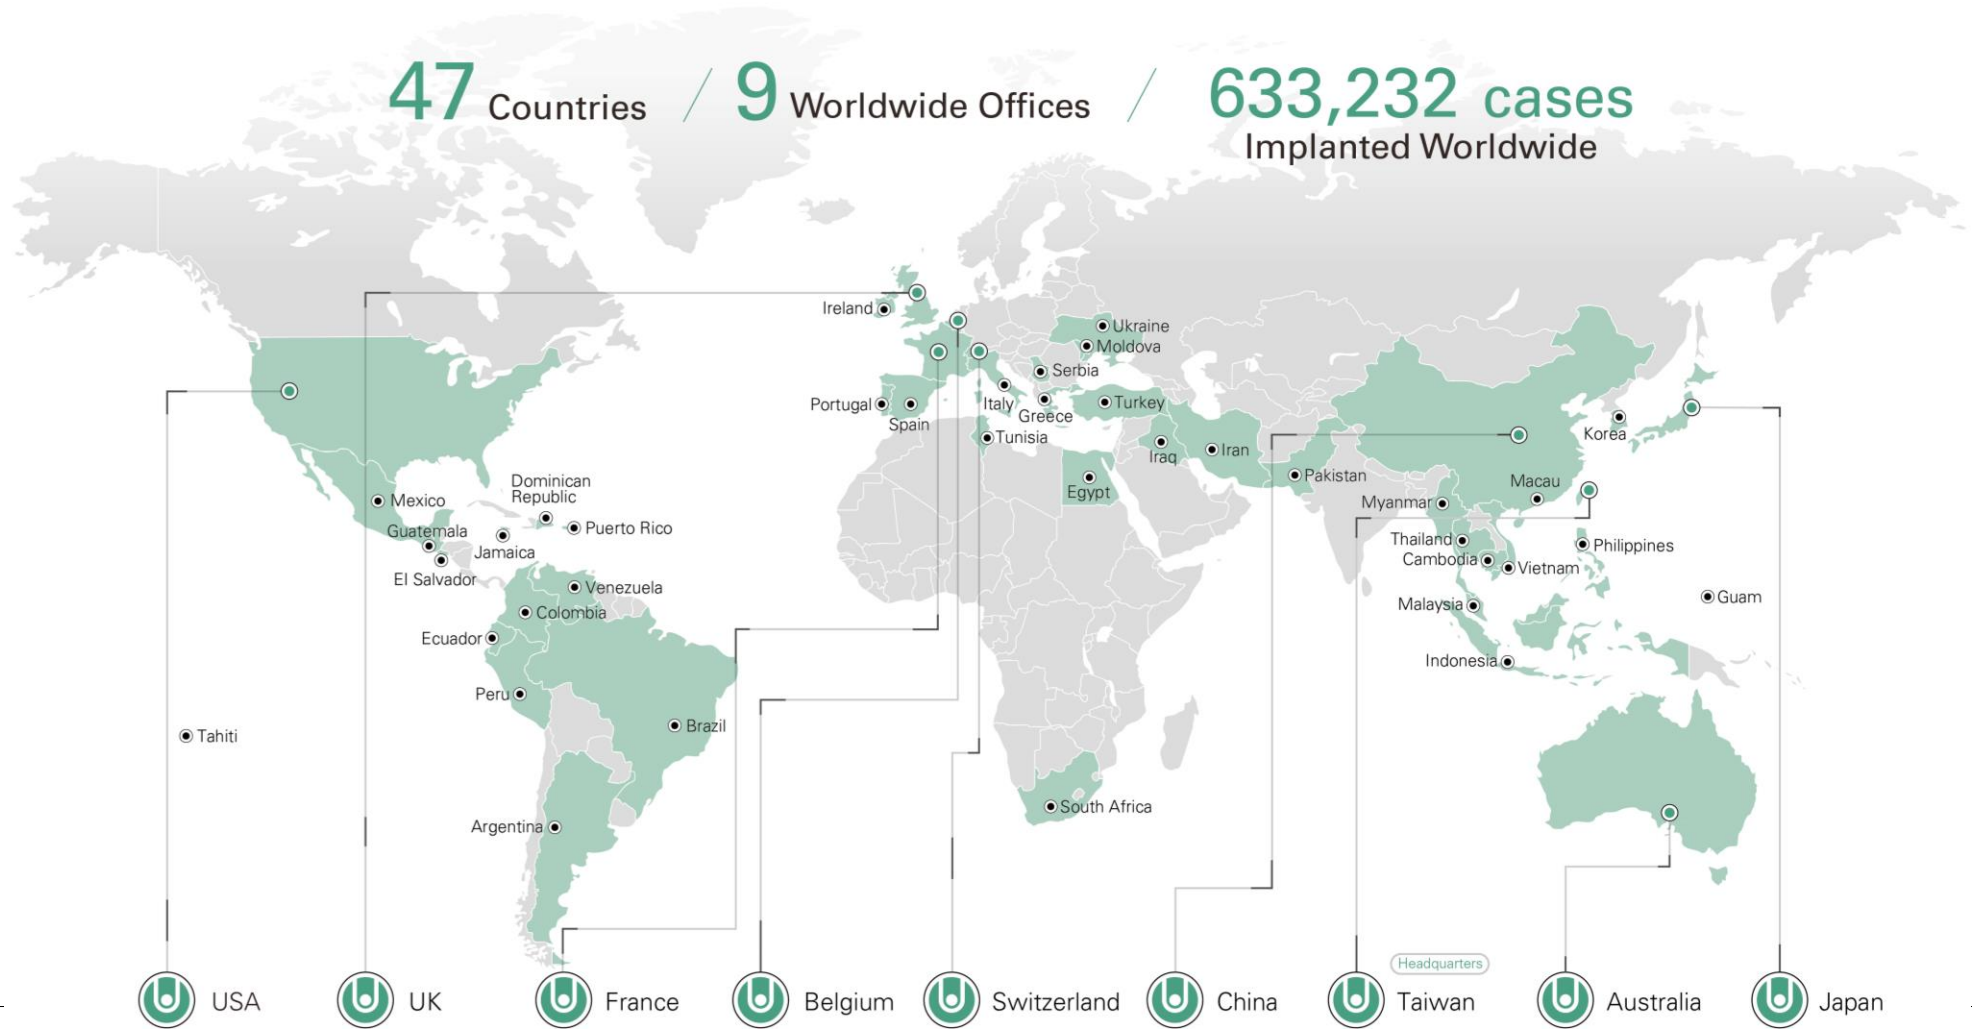 47 Countries / 9 Worldwide Offices / 633,232 cases
Implanted Worldwide
Ireland
Ukraine
Moldova
Serbia
Portugal
Spain
Italy
Greece
Turkey
Tunisia
Iraq
Iran
Egypt
Pakistan
Korea
Macau
Myanmar
Thailand
Cambodia
Vietnam
Philippines
Malaysia
Guam
Indonesia
Mexico
Dominican
Republic
Puerto Rico
Guatemala
Jamaica
El Salvador
Venezuela
Colombia
Ecuador
Peru
Brazil
Tahiti
Argentina
South Africa
Headquarters
USA
UK
France
Belgium
Switzerland
China
Taiwan
Australia
Japan